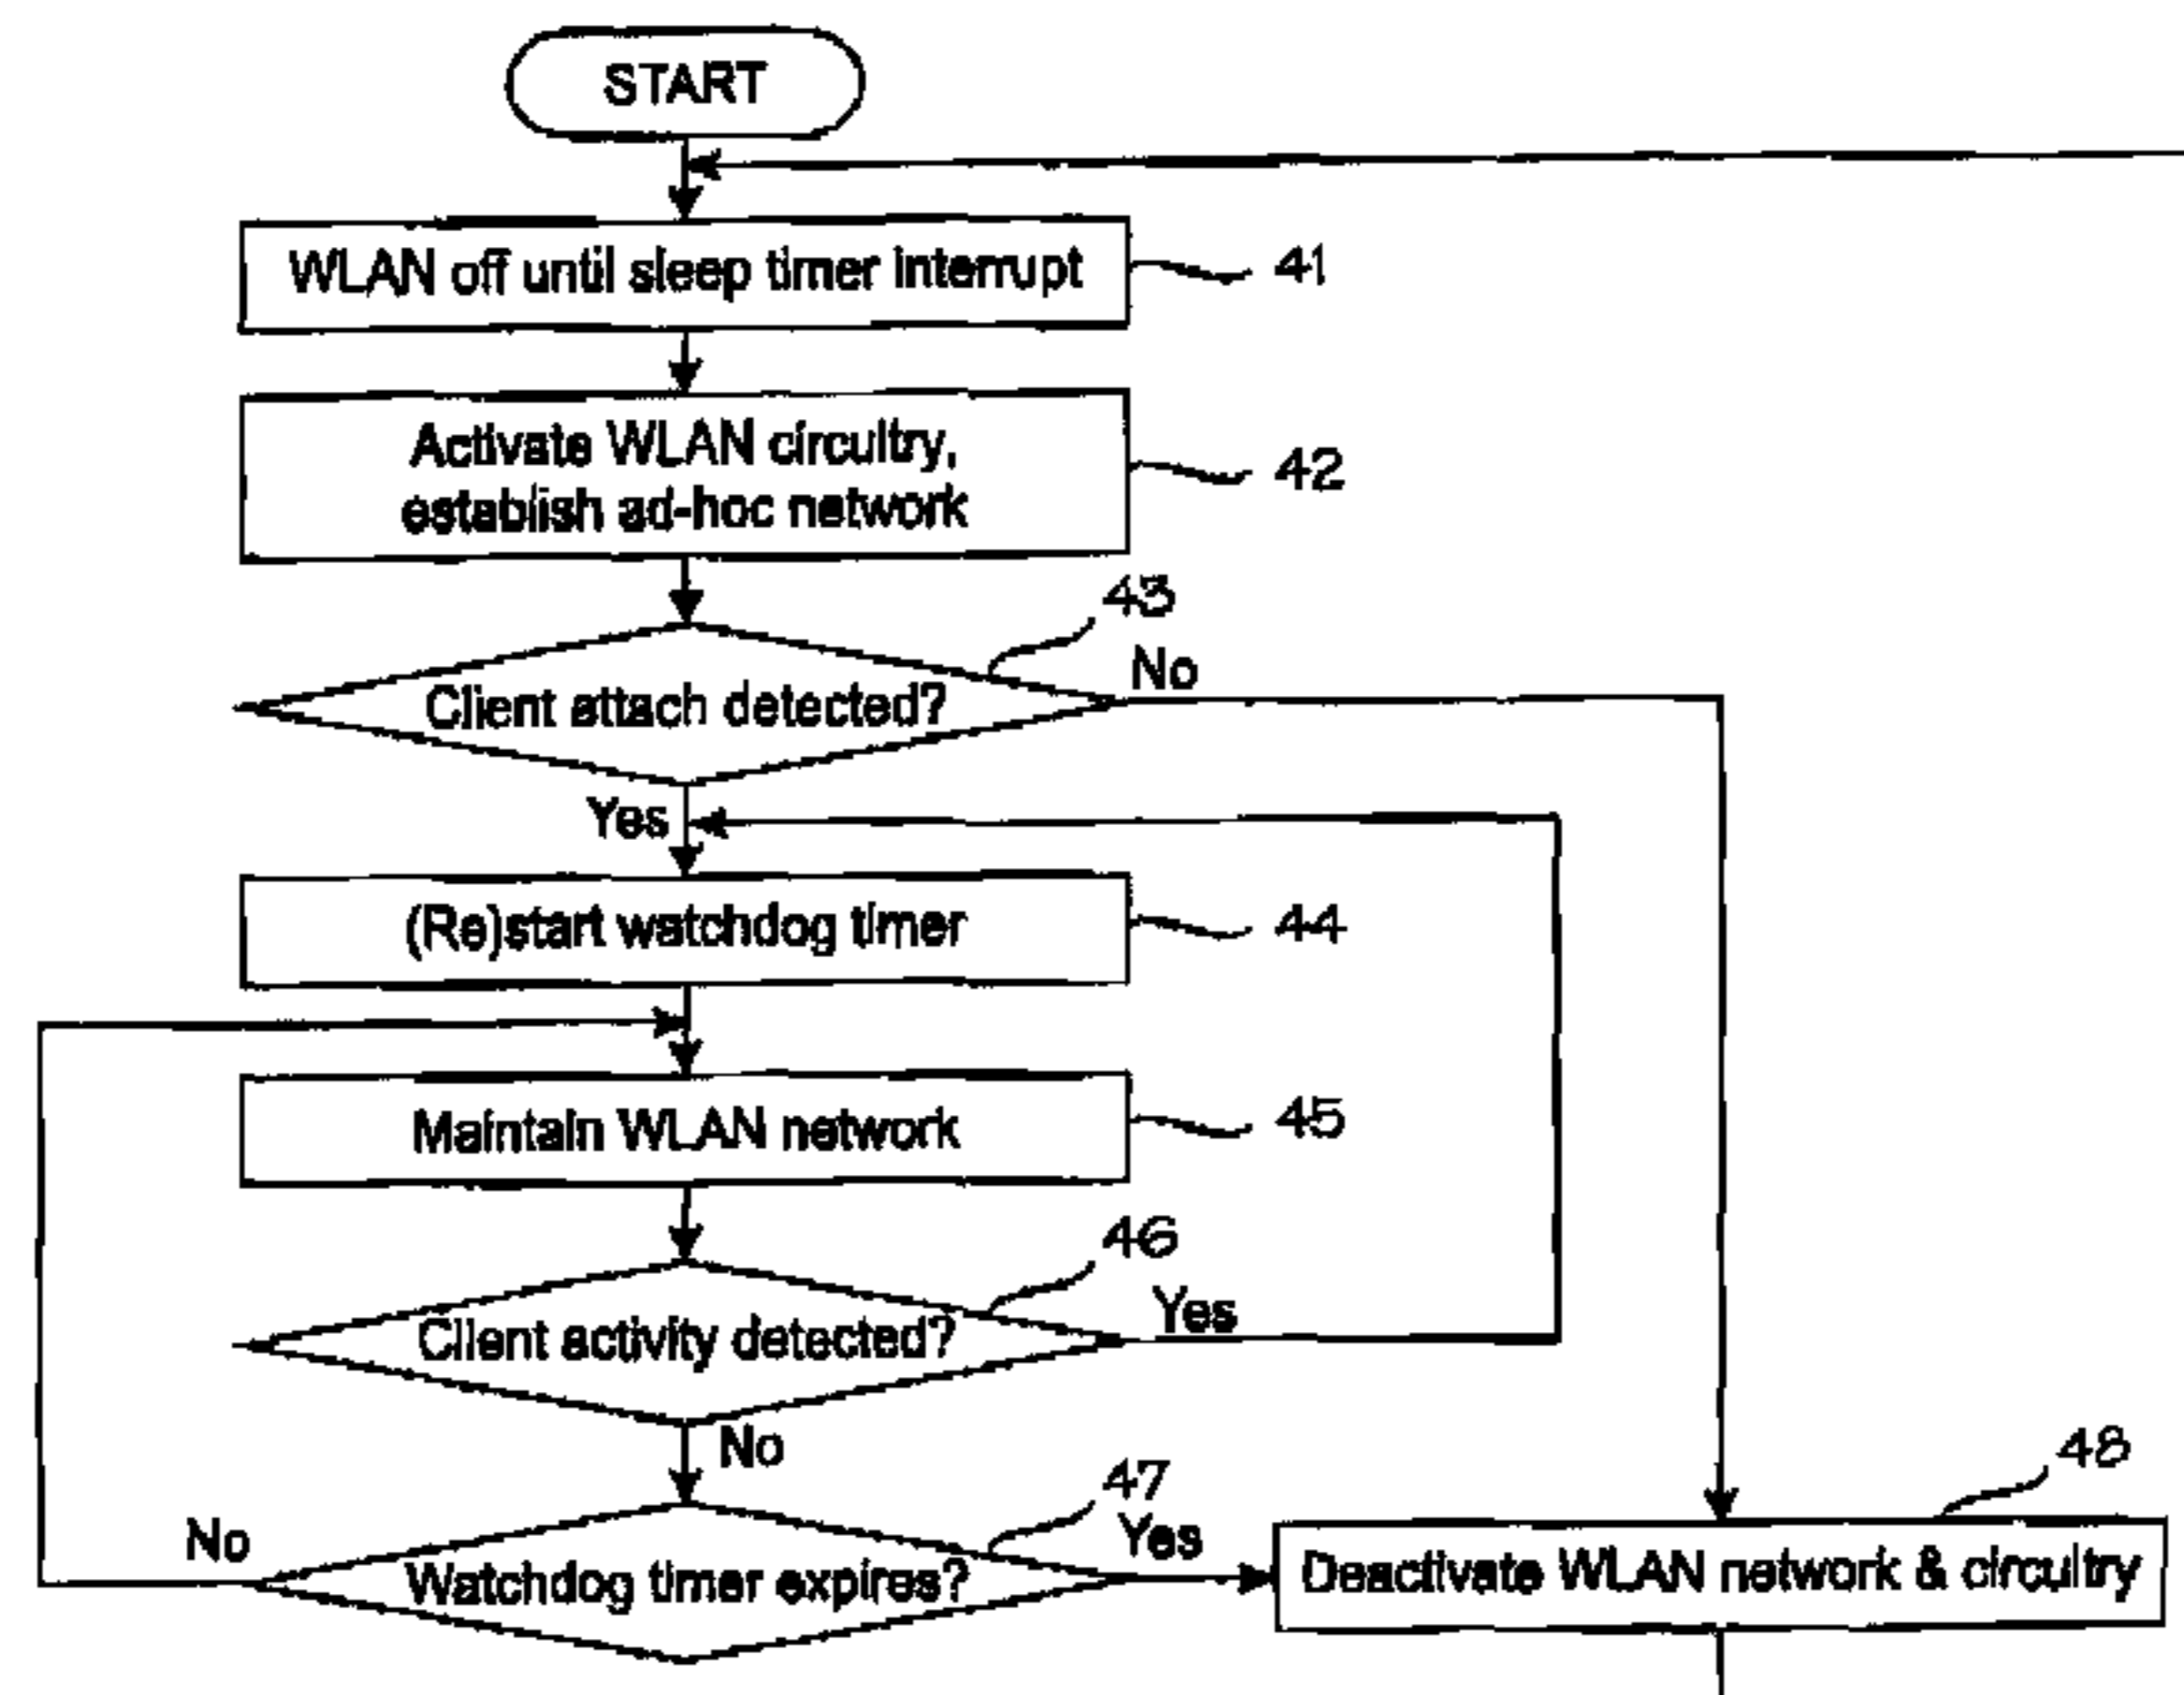 START
WLAN off until sleep timer interrupt
41
Activate WLAN circuitry,
establish ad-hoc network
42
43
Client attach detected?
No
Yes
(Re)start watchdog timer
44
Maintain WLAN network
45
46
Client activity detected?
Yes
No
47
48
No
Watchdog timer expires?
Yes
Deactivate WLAN network & circuitry